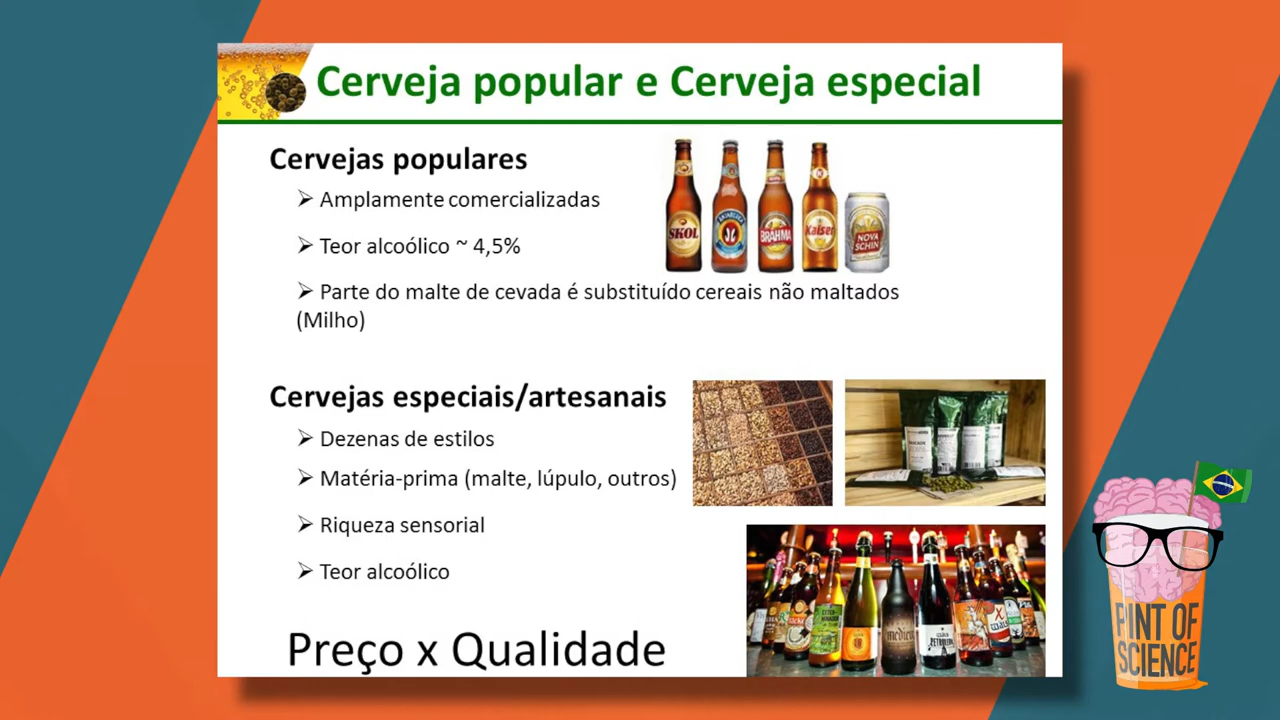 Cerveja popular e Cerveja especial
Cervejas populares
➢ Amplamente comercializadas
➢ Teor alcoólico ~ 4,5%
➢ Parte do malte de cevada é substituído cereais não maltados
(Milho)
SKOL
ANTARCTICA
BRAHMA
Kaiser
NOVA
SCHIN
Cervejas especiais/artesanais
➢ Dezenas de estilos
➢ Matéria-prima (malte, lúpulo, outros)
➢ Riqueza sensorial
➢ Teor alcoólico
Preço x Qualidade
PINT OF
SCIENCE